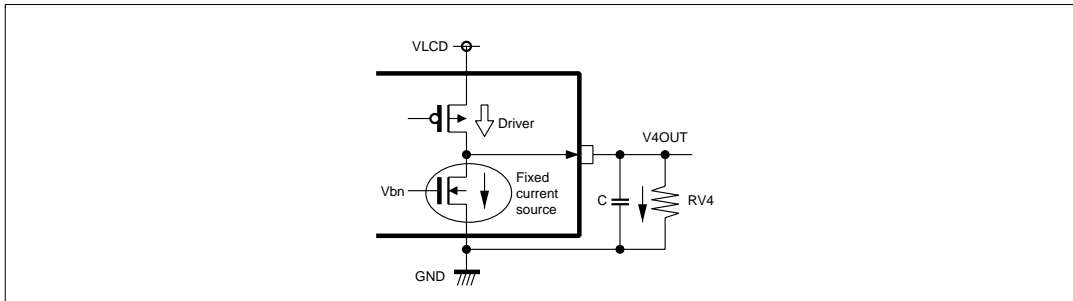 VLCD
Driver
V4OUT
Vbn
Fixed
current
source
C
RV4
GND